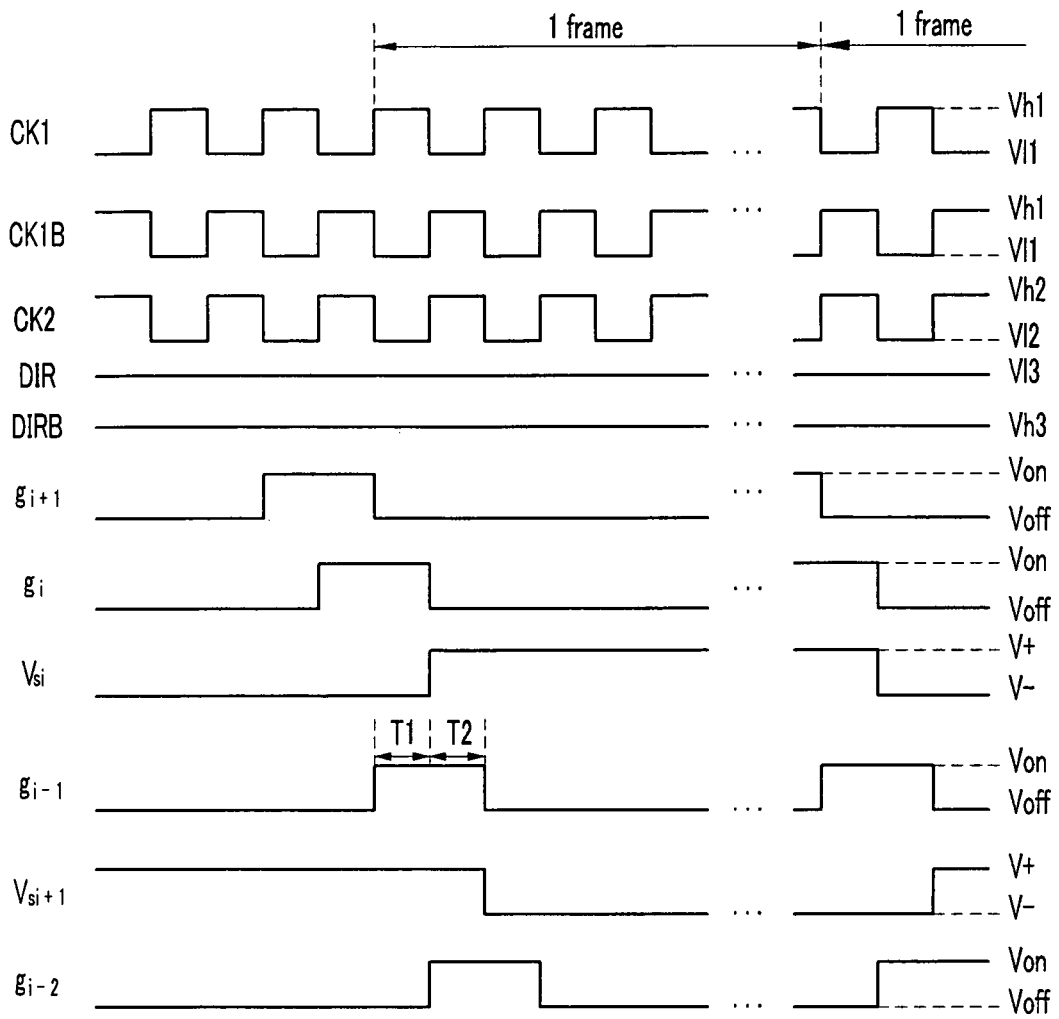 1 frame 1 frame
CK1 Vh1
Vl1
CK1B Vh1
Vl1
CK2 Vh2
Vl2
DIR ... Vl3
DIRB ... Vh3
gi+1 ... Von
Voff
gi ... Von
Voff
Vsi ... V+
V-
T1 T2
gi-1 ... Von
Voff
Vsi+1 ... V+
V-
gi-2 ... Von
Voff